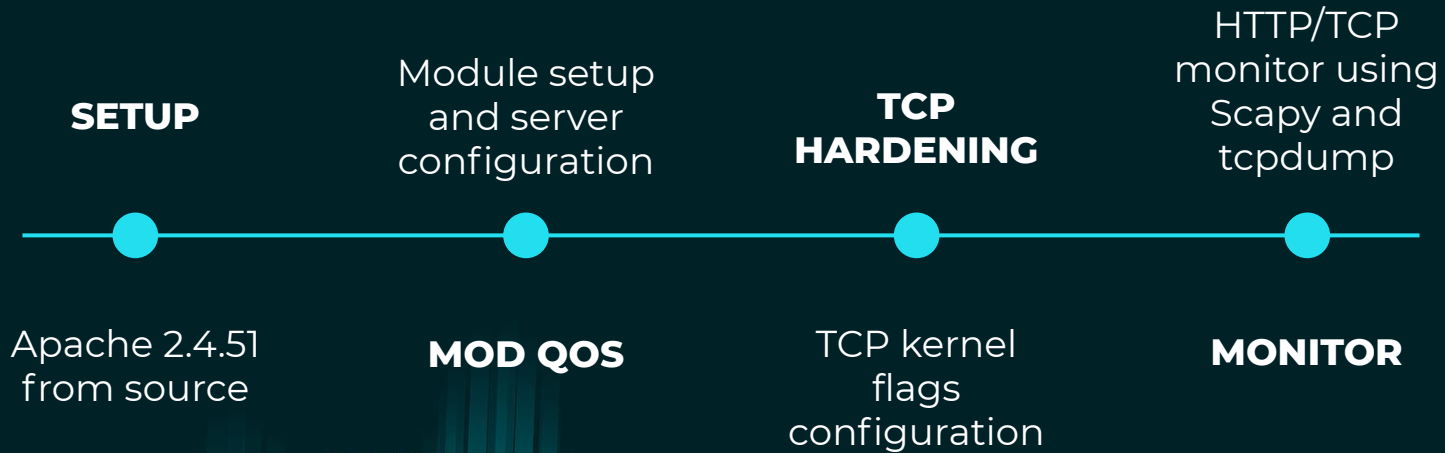 SETUP
Apache 2.4.51
from source
Module setup
and server
configuration
MOD QOS
TCP
HARDENING
TCP kernel
flags
configuration
HTTP/TCP
monitor using
Scapy and
tcpdump
MONITOR